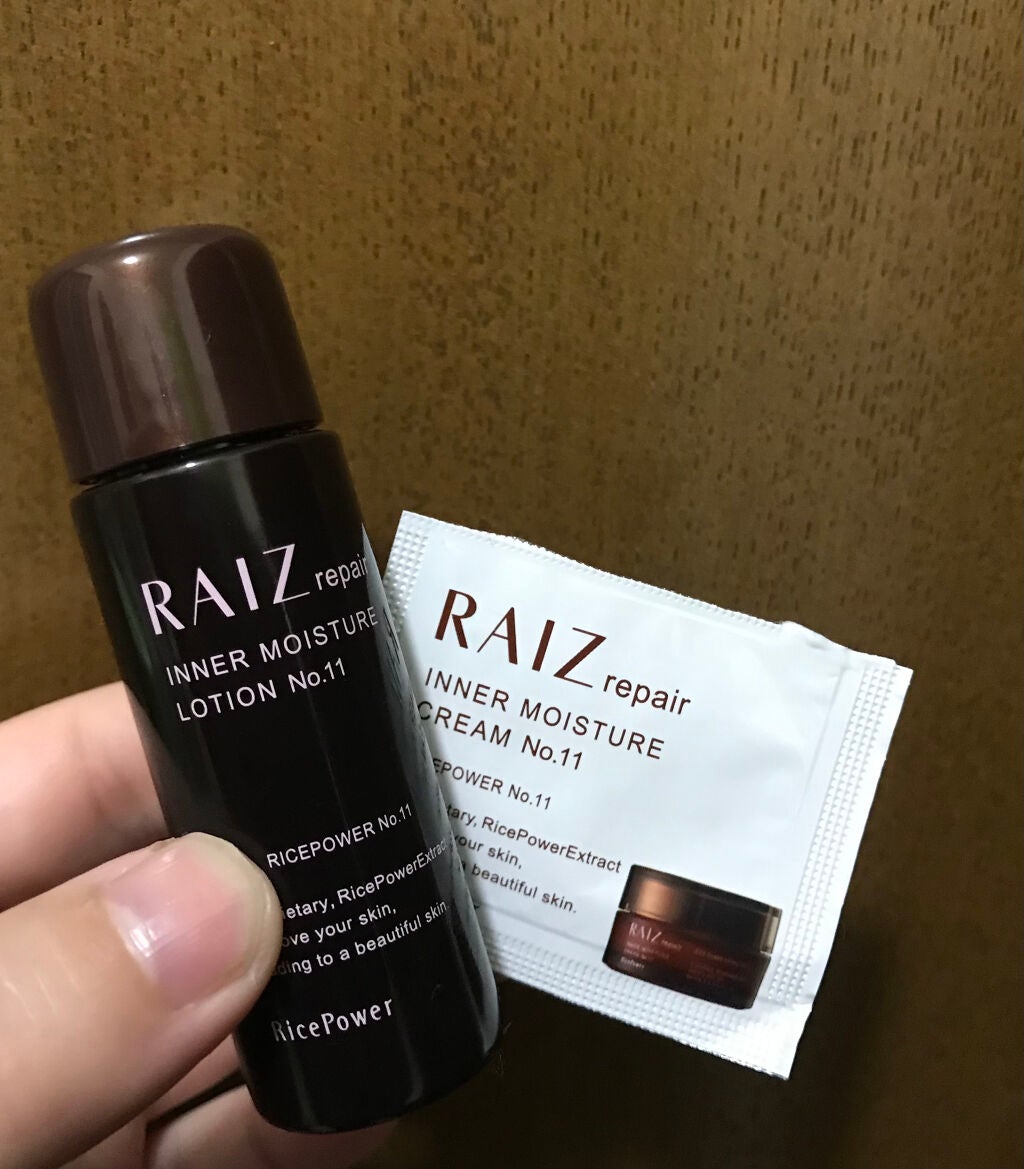 RAIZ repair
INNER MOISTURE
LOTION No.11
RICEPOWER No.11
RicePowerExtract
your skin,
to a beautiful skin.
RicePower
RAIZ repair
INNER MOISTURE
CREAM No.11
No.11
RicePowerExtract
your skin,
a beautiful skin.
RAIZ